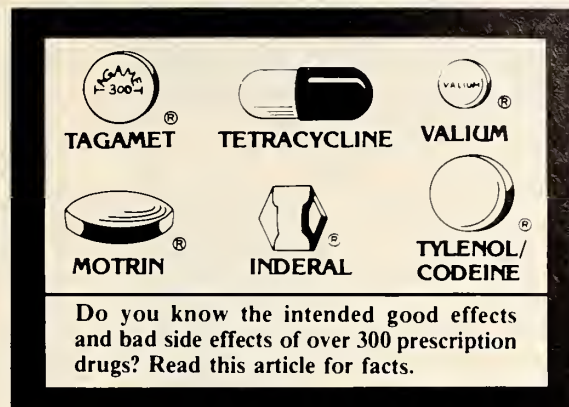 TAGAMET
300
®
TAGAMET
VALIUM
®
TETRACYCLINE
VALIUM
®
MOTRIN
®
INDERAL
®
TYLENOL/
CODEINE
Do you know the intended good effects
and bad side effects of over 300 prescription
drugs? Read this article for facts.